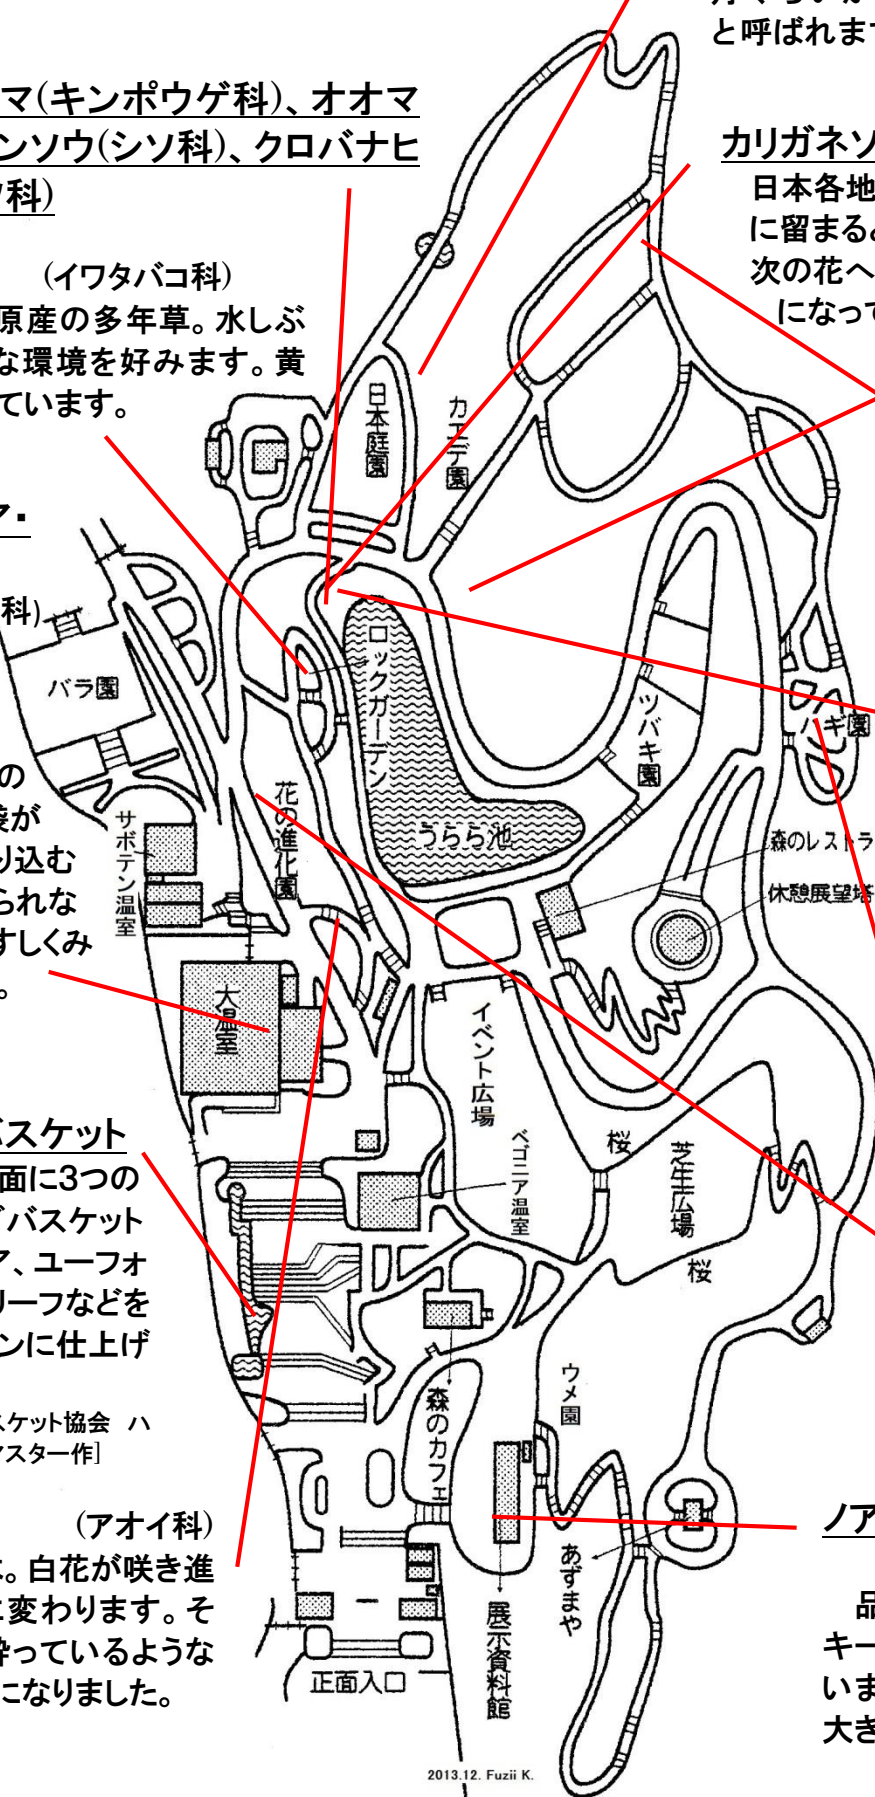 と呼ばれます
マ(キンポウゲ科)、オオマ
ンソウ(シソ科)、クロバナヒ
科)
カリガネソ
日本各地
に留まると
次の花へ
になって
(イワタバコ科)
原産の多年草。水しぶ
な環境を好みます。黄
ています。
日本庭園
カエデ園
ア・
科)
バラ園
ロックガーデン
ツバキ園
ハギ園
の
袋が
り込む
られな
すしくみ
。
サボテン温室
花の進化園
うらら池
森のレストラ
休憩展望塔
大温室
イベント広場
バスケット
面に3つの
グバスケット
ア、ユーフォ
リーフなどを
ンに仕上げ
スケット協会 ハ
マスター作]
ベゴニア温室
桜
芝生広場
桜
森のカフェ
ウメ園
(アオイ科)
。白花が咲き進
に変わります。そ
酔っているような
になりました。
あずまや
展示資料館
正面入口
ノア
品
キー
いま
大き
2013.12. Fuzii K.